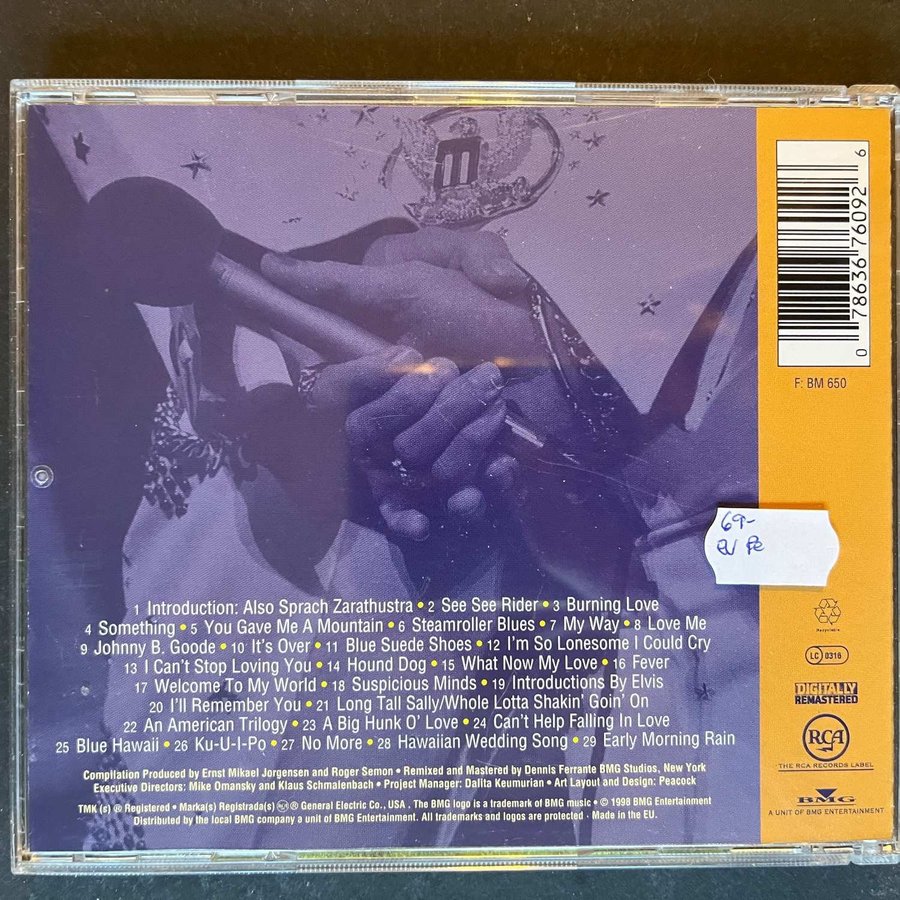 0 78636 76092 6
F: BM 650
69-
1 Introduction: Also Sprach Zarathustra • 2 See See Rider • 3 Burning Love
4 Something • 5 You Gave Me A Mountain • 6 Steamroller Blues • 7 My Way • 8 Love Me
9 Johnny B. Goode • 10 It's Over • 11 Blue Suede Shoes • 12 I'm So Lonesome I Could Cry
13 I Can't Stop Loving You • 14 Hound Dog • 15 What Now My Love • 16 Fever
17 Welcome To My World • 18 Suspicious Minds • 19 Introductions By Elvis
20 I'll Remember You • 21 Long Tall Sally/Whole Lotta Shakin' Goin' On
22 An American Trilogy • 23 A Big Hunk O' Love • 24 Can't Help Falling In Love
25 Blue Hawaii • 26 Ku-U-I-Po • 27 No More • 28 Hawaiian Wedding Song • 29 Early Morning Rain
Compilation Produced by Ernst Mikael Jorgensen and Roger Semon • Remixed and Mastered by Dennis Ferrante BMG Studios, New York
Executive Directors: Mike Omansky and Klaus Schmalenbach • Project Manager: Dalita Keumurian • Art Layout and Design: Peacock
TMK (s) ® Registered • Marka(s) Registrada(s) RCA ® General Electric Co., USA . The BMG logo is a trademark of BMG music • © 1998 BMG Entertainment
Distributed by the local BMG company a unit of BMG Entertainment. All trademarks and logos are protected · Made in the EU.
Recyclable
LC 0316
DIGITALLY
REMASTERED
RCA
THE RCA RECORDS LABEL
BMG
A UNIT OF BMG ENTERTAINMENT